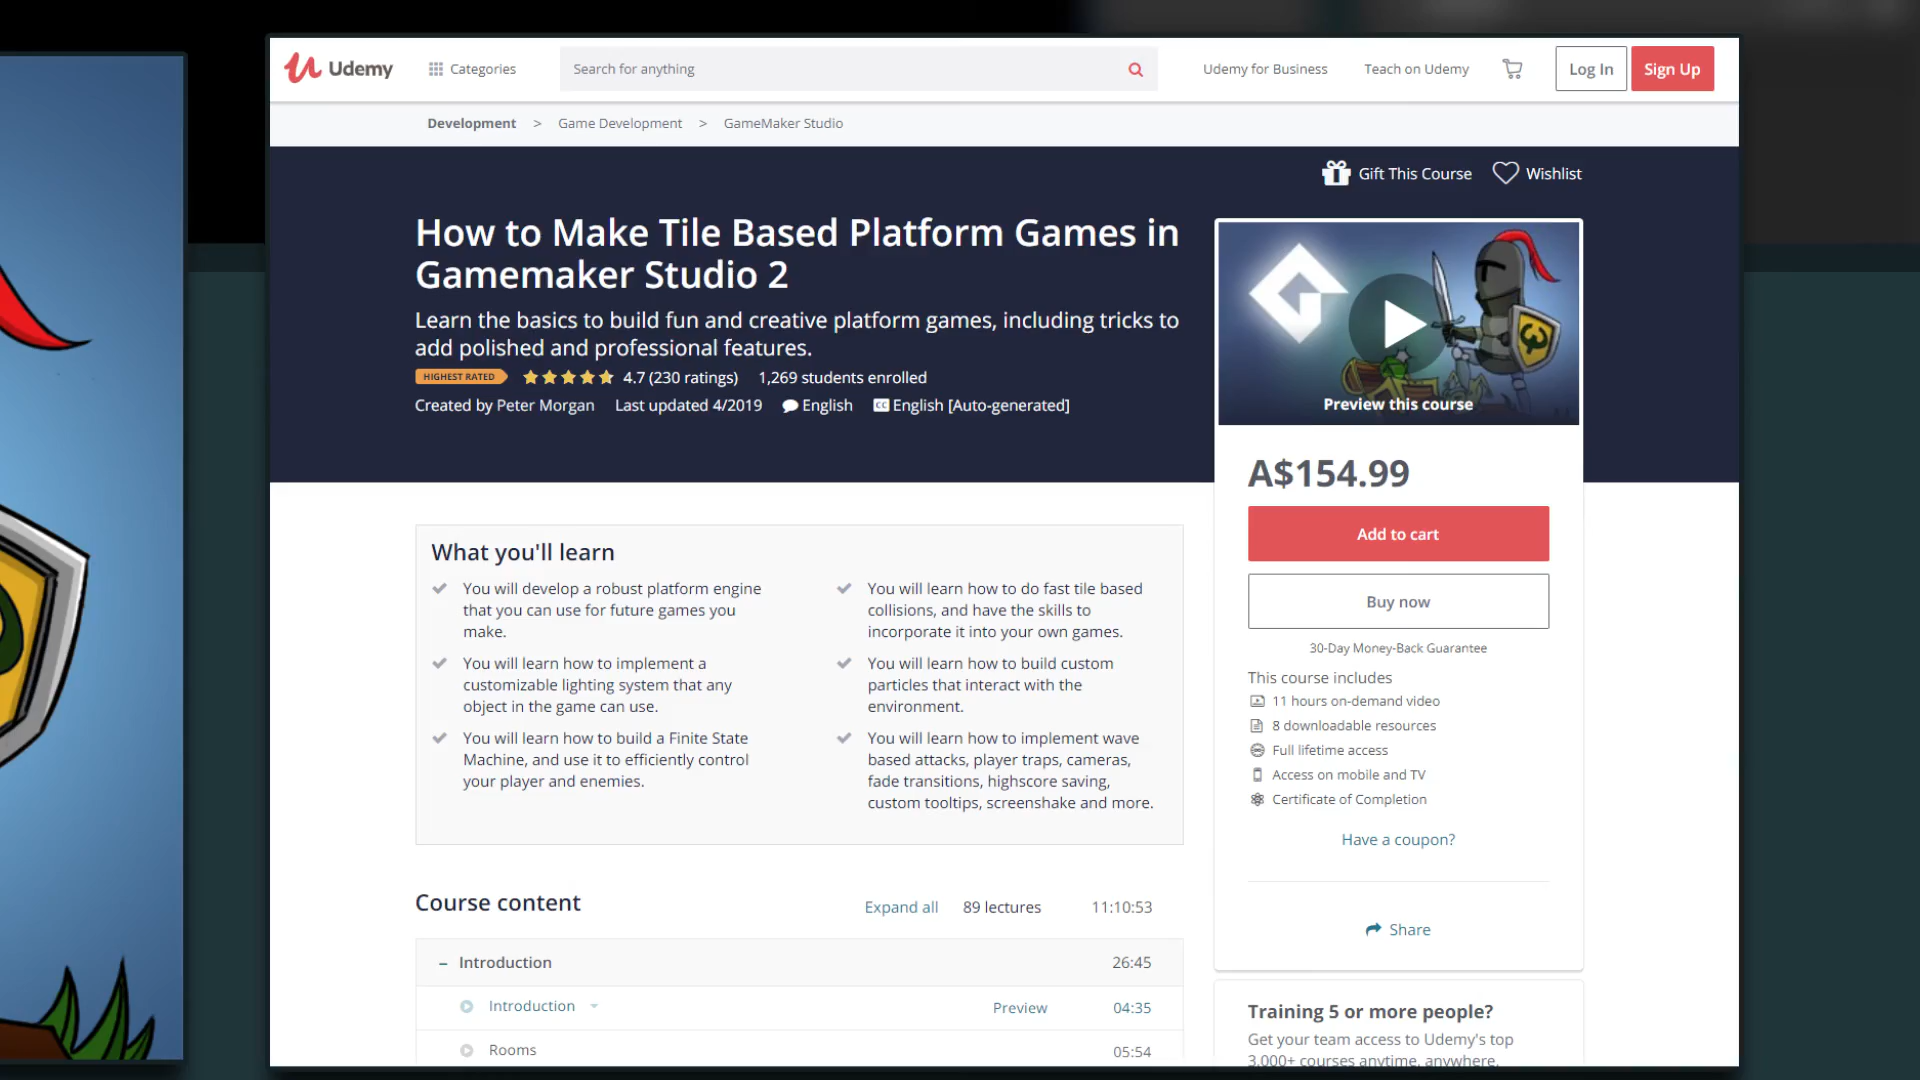 Udemy
Categories
Search for anything
Udemy for Business
Teach on Udemy
Log In
Sign Up
Development > Game Development > GameMaker Studio
Gift This Course
Wishlist
How to Make Tile Based Platform Games in
Gamemaker Studio 2
Learn the basics to build fun and creative platform games, including tricks to
add polished and professional features.
HIGHEST RATED 4.7 (230 ratings) 1,269 students enrolled
Created by Peter Morgan Last updated 4/2019 English English [Auto-generated]
Preview this course
A$154.99
Add to cart
Buy now
30-Day Money-Back Guarantee
This course includes
11 hours on-demand video
8 downloadable resources
Full lifetime access
Access on mobile and TV
Certificate of Completion
Have a coupon?
Share
What you'll learn
You will develop a robust platform engine
that you can use for future games you
make.
You will learn how to implement a
customizable lighting system that any
object in the game can use.
You will learn how to build a Finite State
Machine, and use it to efficiently control
your player and enemies.
You will learn how to do fast tile based
collisions, and have the skills to
incorporate it into your own games.
You will learn how to build custom
particles that interact with the
environment.
You will learn how to implement wave
based attacks, player traps, cameras,
fade transitions, highscore saving,
custom tooltips, screenshake and more.
Course content
Expand all
89 lectures
11:10:53
Introduction 26:45
Introduction Preview 04:35
Rooms 05:54
Training 5 or more people?
Get your team access to Udemy's top
3,000+ courses anytime, anywhere.